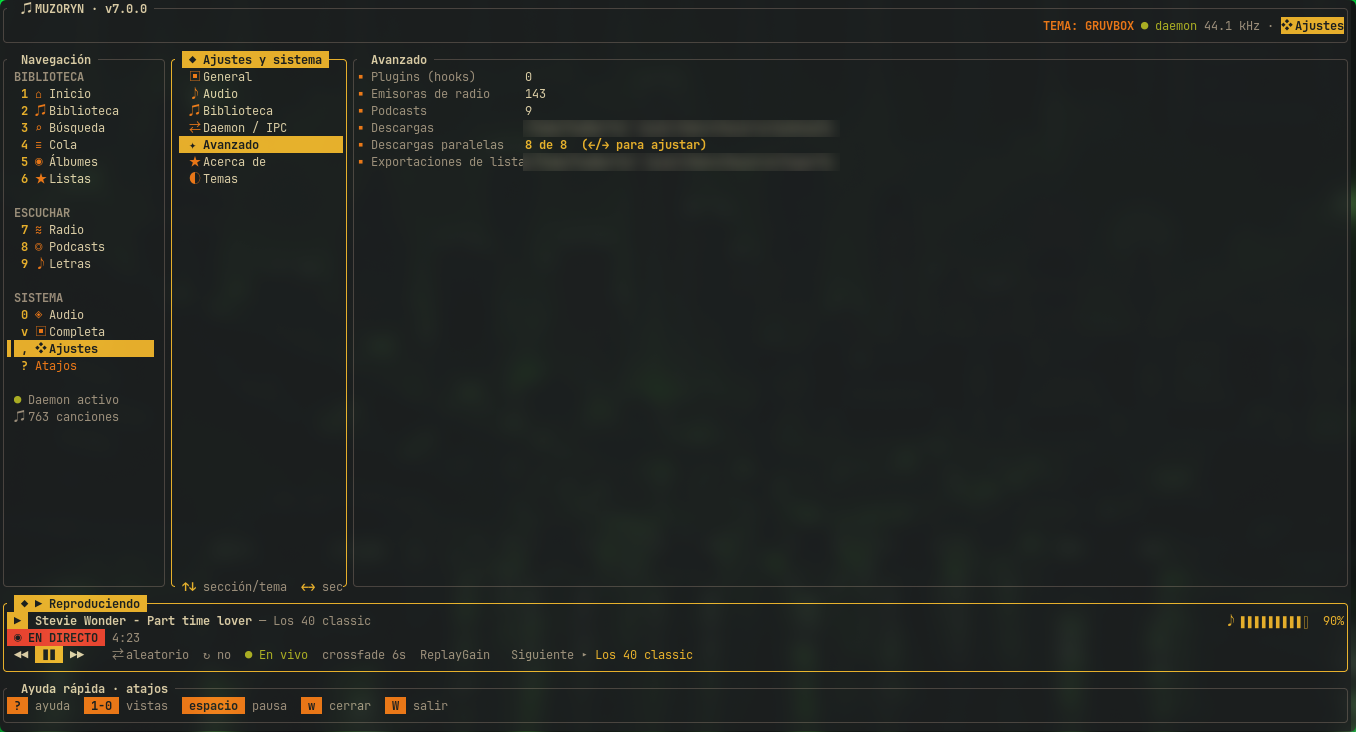 MUZORYN · v7.0.0
TEMA: GRUVBOX ● daemon 44.1 kHz · Ajustes
Navegación
BIBLIOTECA
1 Inicio
2 Biblioteca
3 Búsqueda
4 Cola
5 Álbumes
6 Listas
ESCUCHAR
7 Radio
8 Podcasts
9 Letras
SISTEMA
0 Audio
v Completa
, Ajustes
? Atajos
● Daemon activo
763 canciones
◆ Ajustes y sistema
General
Audio
Biblioteca
Daemon / IPC
Avanzado
Acerca de
Temas
↑↓ sección/tema ↔ sec
Avanzado
Plugins (hooks) 0
Emisoras de radio 143
Podcasts 9
Descargas
Descargas paralelas 8 de 8 (←/→ para ajustar)
Exportaciones de lista
◆ ▶ Reproduciendo
▶ Stevie Wonder - Part time lover — Los 40 classic
90%
◉ EN DIRECTO 4:23
aleatorio ↻ no ● En vivo crossfade 6s ReplayGain Siguiente ▸ Los 40 classic
Ayuda rápida · atajos
? ayuda 1-0 vistas espacio pausa w cerrar W salir